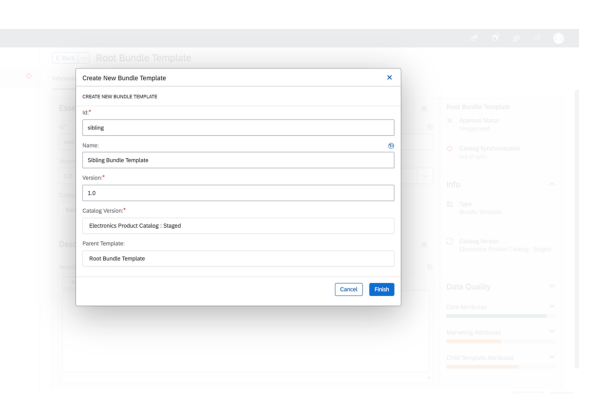 Back
Root Bundle Template
Create New Bundle Template
CREATE NEW BUNDLE TEMPLATE
Id:*
sibling
Name:
Sibling Bundle Template
Version:*
1.0
Catalog Version:*
Electronics Product Catalog : Staged
Parent Template:
Root Bundle Template
Cancel
Finish
Root Bundle Template
Approval Status
Catalog Synchronization
Info
Type
Bundle Template
Catalog Version
Electronics Product Catalog : Staged
Data Quality
Core Attributes
Marketing Attributes
Child Template Attributes